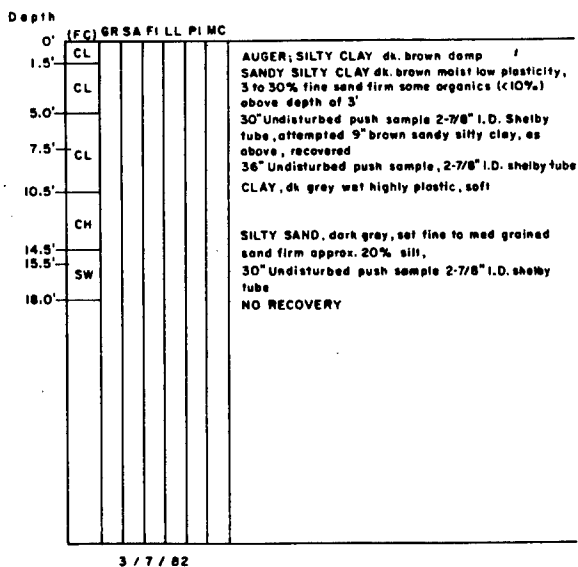 Depth
(FC) GR SA FI LL PI MC
0'
CL
AUGER; SILTY CLAY dk. brown damp
1.5'
SANDY SILTY CLAY dk. brown moist low plasticity,
CL
3 to 30% fine sand firm some organics (<10%)
above depth of 3'
5.0'
30" Undisturbed push sample 2-7/8" I.D. Shelby
tube, attempted 9" brown sandy silty clay, as
7.5'
above, recovered
CL
36" Undisturbed push sample, 2-7/8" I.D. shelby tube
10.5'
CLAY, dk grey wet highly plastic, soft
CH
SILTY SAND, dark gray, sat fine to med grained
14.5'
sand firm approx. 20% silt,
15.5'
30" Undisturbed push sample 2-7/8" I.D. shelby
SW
tube
18.0'
NO RECOVERY
3 / 7 / 82